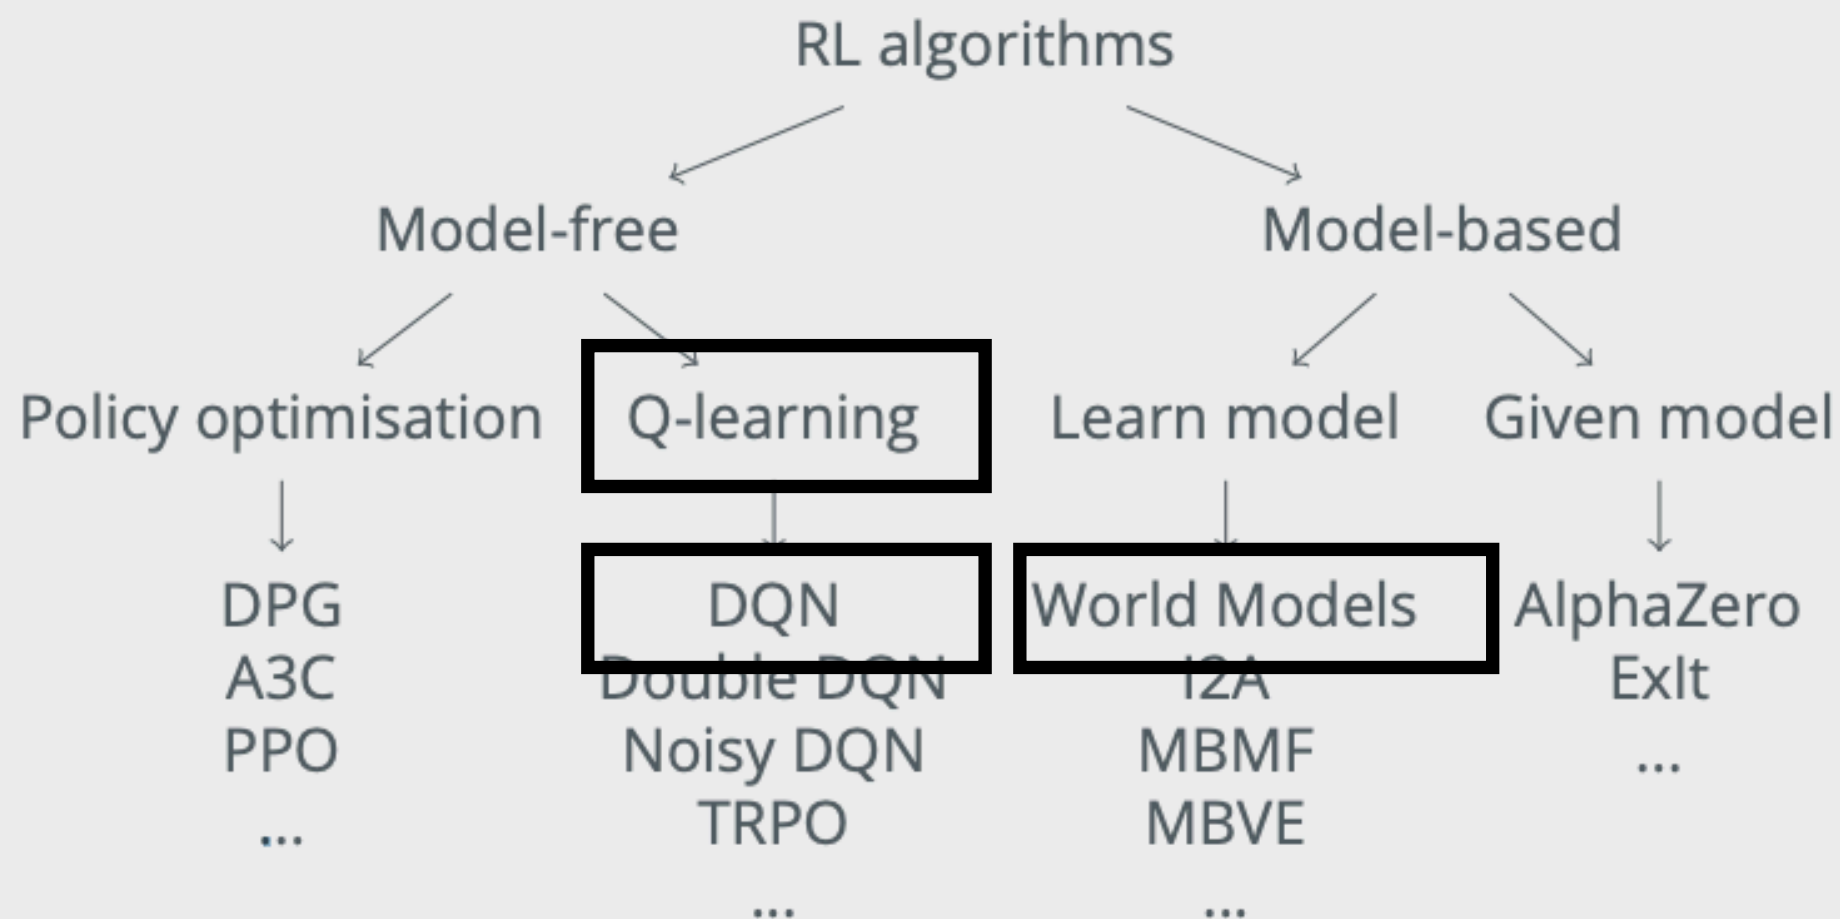 RL algorithms
Model-free
Model-based
Policy optimisation
Q-learning
Learn model
Given model
DPG
A3C
PPO
...
DQN
Double DQN
Noisy DQN
TRPO
...
World Models
I2A
MBMF
MBVE
...
AlphaZero
ExIt
...